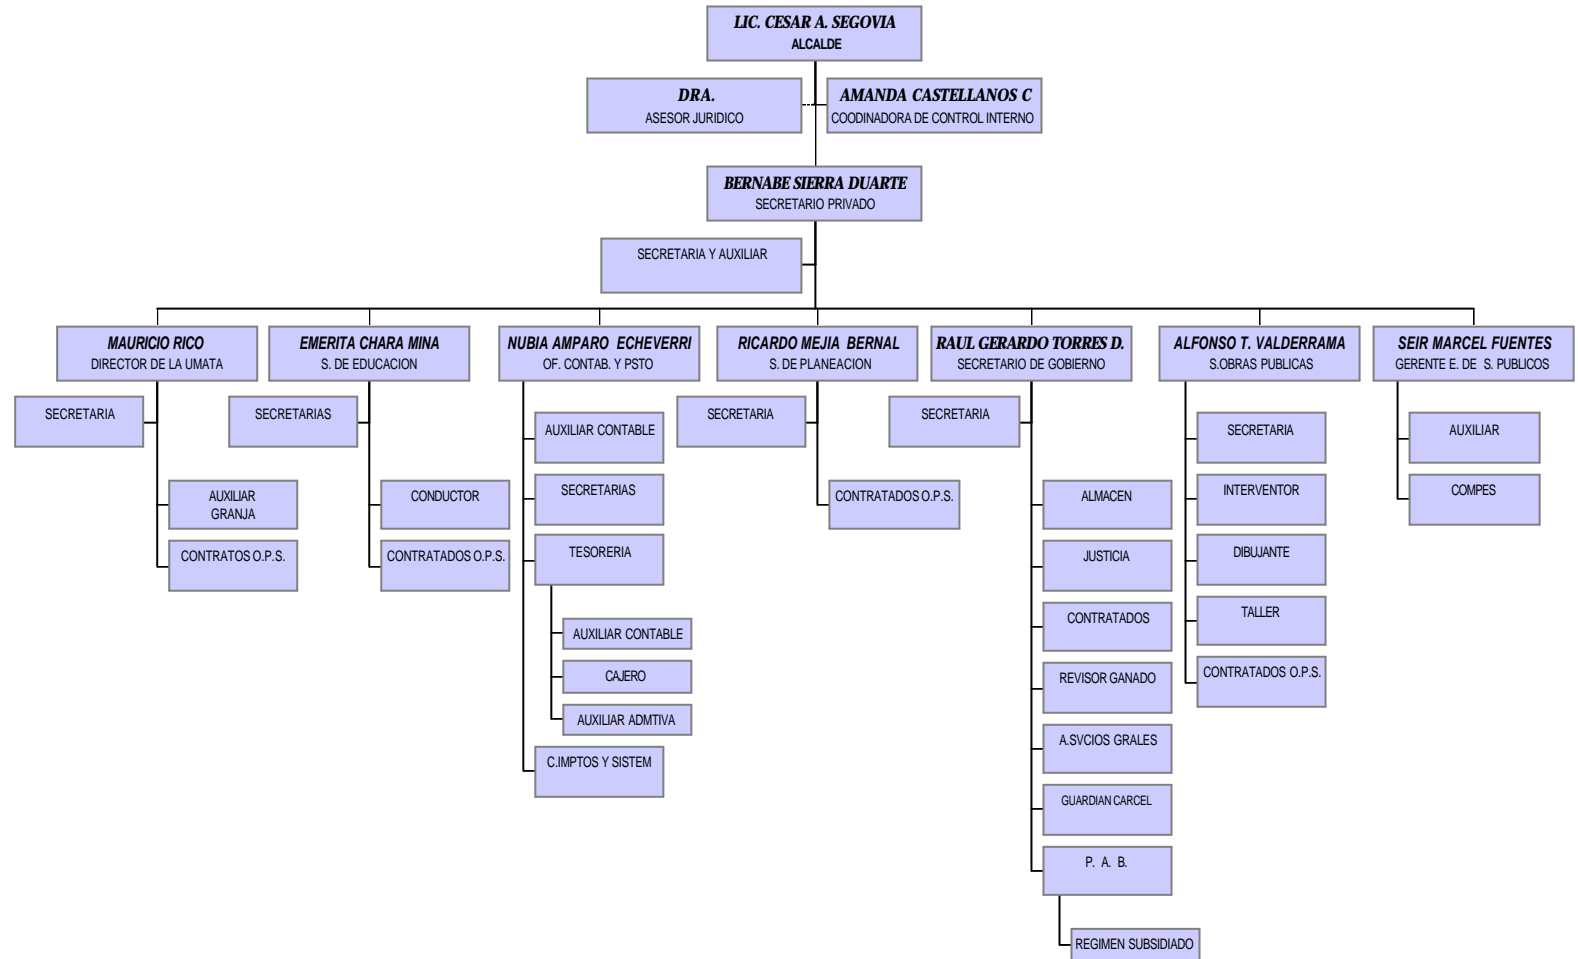 LIC. CESAR A. SEGOVIA
ALCALDE
DRA.
ASESOR JURIDICO
AMANDA CASTELLANOS C
COODINADORA DE CONTROL INTERNO
BERNABE SIERRA DUARTE
SECRETARIO PRIVADO
SECRETARIA Y AUXILIAR
MAURICIO RICO
DIRECTOR DE LA UMATA
SECRETARIA
AUXILIAR
GRANJA
CONTRATOS O.P.S.
EMERITA CHARA MINA
S. DE EDUCACION
SECRETARIAS
CONDUCTOR
CONTRATADOS O.P.S.
NUBIA AMPARO ECHEVERRI
OF. CONTAB. Y PSTO
AUXILIAR CONTABLE
SECRETARIAS
TESORERIA
AUXILIAR CONTABLE
CAJERO
AUXILIAR ADMTIVA
C.IMPTOS Y SISTEM
RICARDO MEJIA BERNAL
S. DE PLANEACION
SECRETARIA
CONTRATADOS O.P.S.
RAUL GERARDO TORRES D.
SECRETARIO DE GOBIERNO
SECRETARIA
ALMACEN
JUSTICIA
CONTRATADOS
REVISOR GANADO
A.SVCIOS GRALES
GUARDIAN CARCEL
P. A. B.
REGIMEN SUBSIDIADO
ALFONSO T. VALDERRAMA
S.OBRAS PUBLICAS
SECRETARIA
INTERVENTOR
DIBUJANTE
TALLER
CONTRATADOS O.P.S.
SEIR MARCEL FUENTES
GERENTE E. DE S. PUBLICOS
AUXILIAR
COMPES